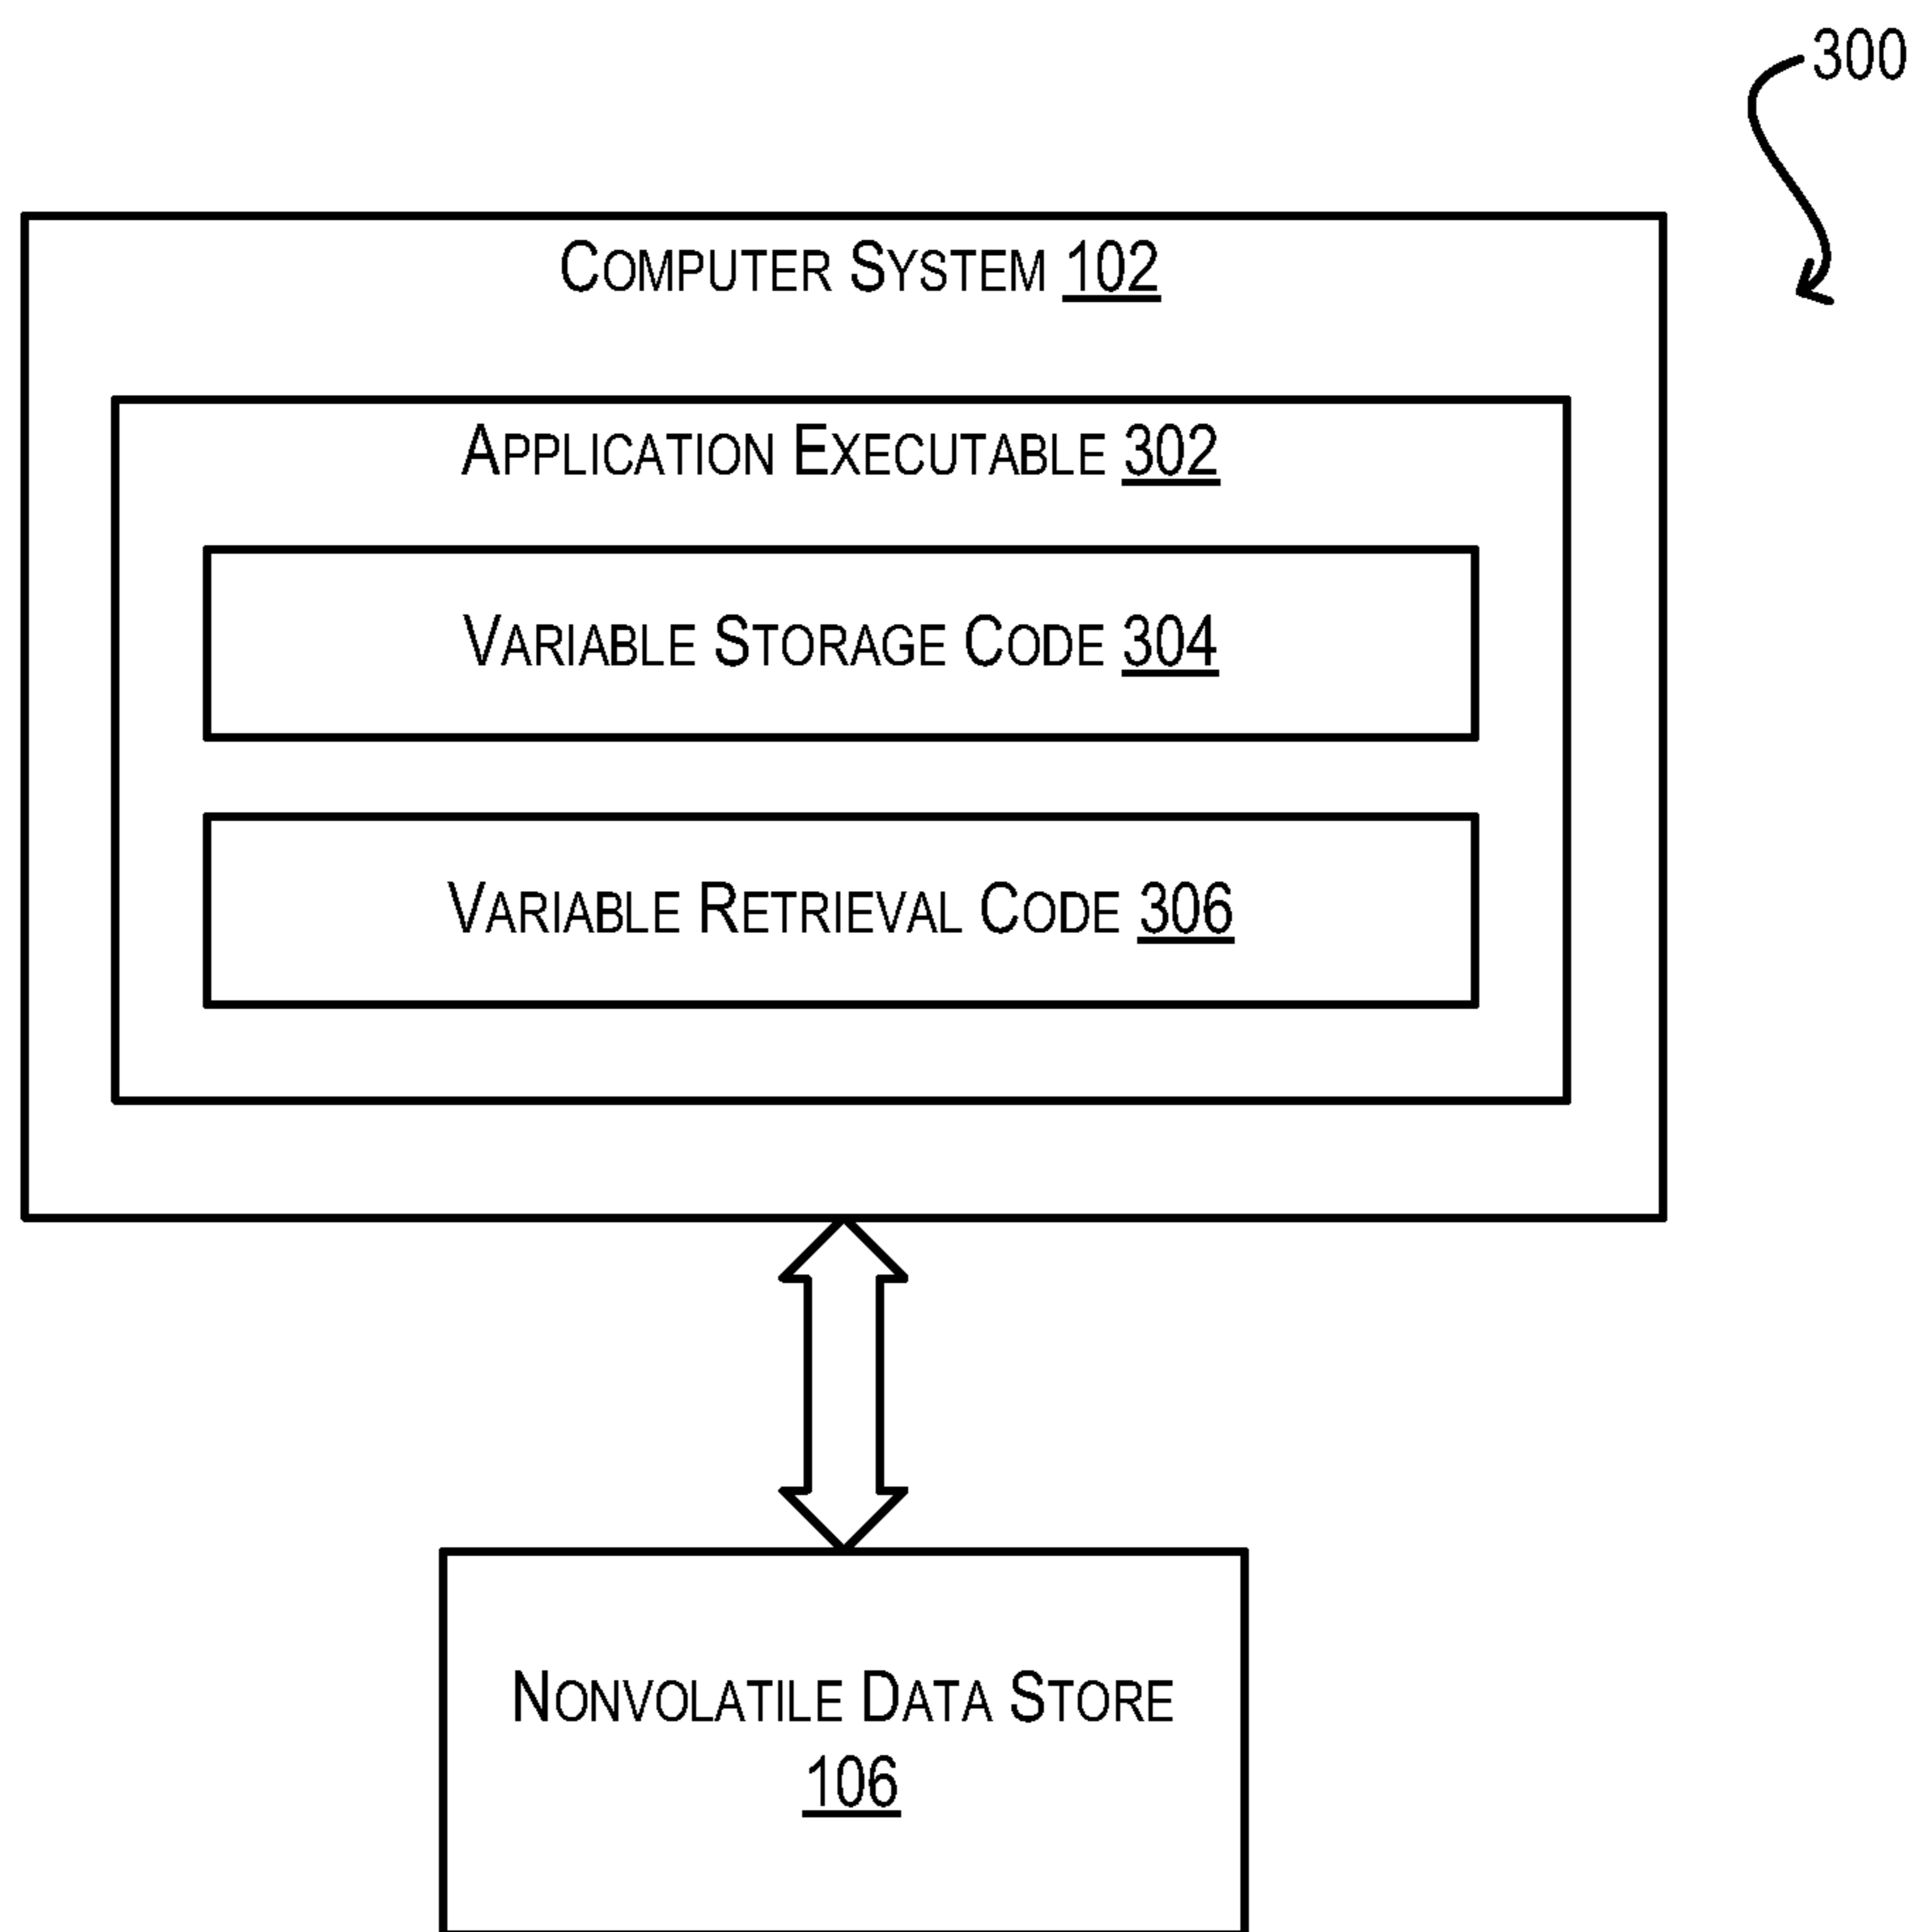 300
Computer System 102
Application Executable 302
Variable Storage Code 304
Variable Retrieval Code 306
Nonvolatile Data Store
106